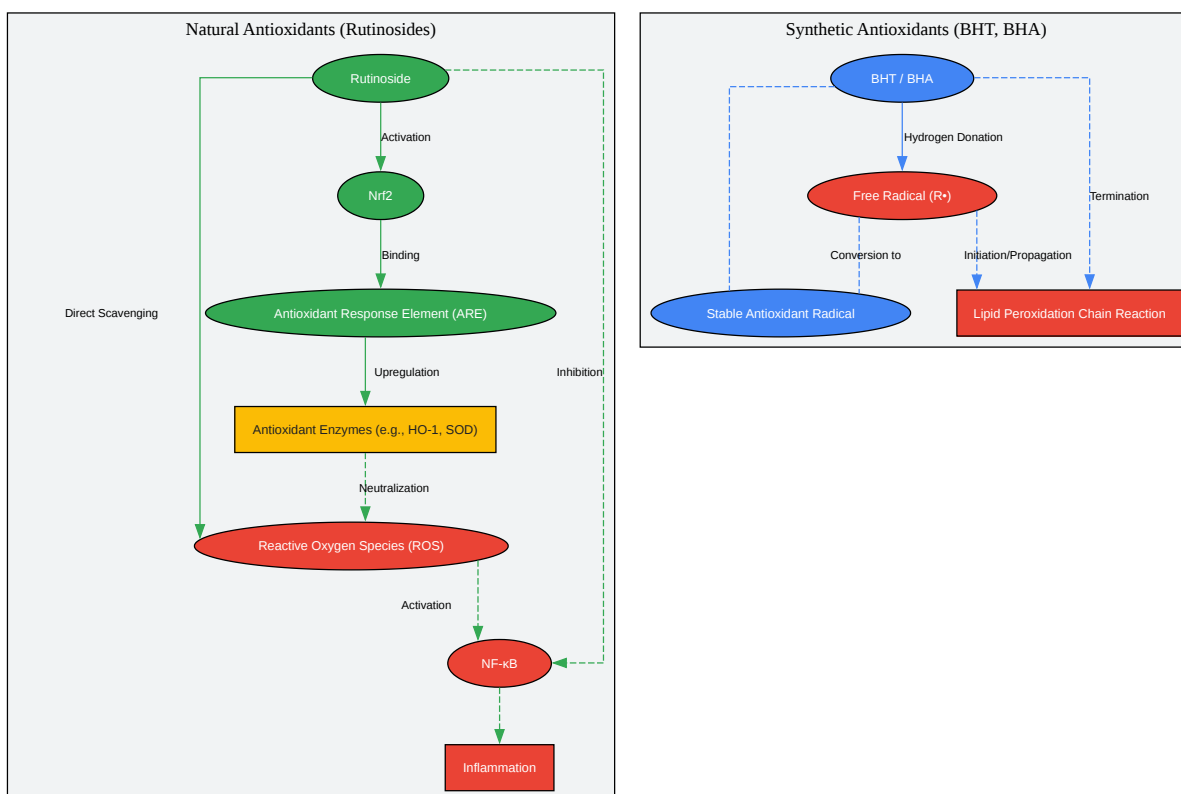 Natural Antioxidants (Rutinosides)
Rutinoside
Activation
Nrf2
Binding
Direct Scavenging
Antioxidant Response Element (ARE)
Upregulation
Inhibition
Antioxidant Enzymes (e.g., HO-1, SOD)
Neutralization
Reactive Oxygen Species (ROS)
Activation
NF-κB
Inflammation
Synthetic Antioxidants (BHT, BHA)
BHT / BHA
Hydrogen Donation
Free Radical (R•)
Termination
Conversion to
Initiation/Propagation
Stable Antioxidant Radical
Lipid Peroxidation Chain Reaction